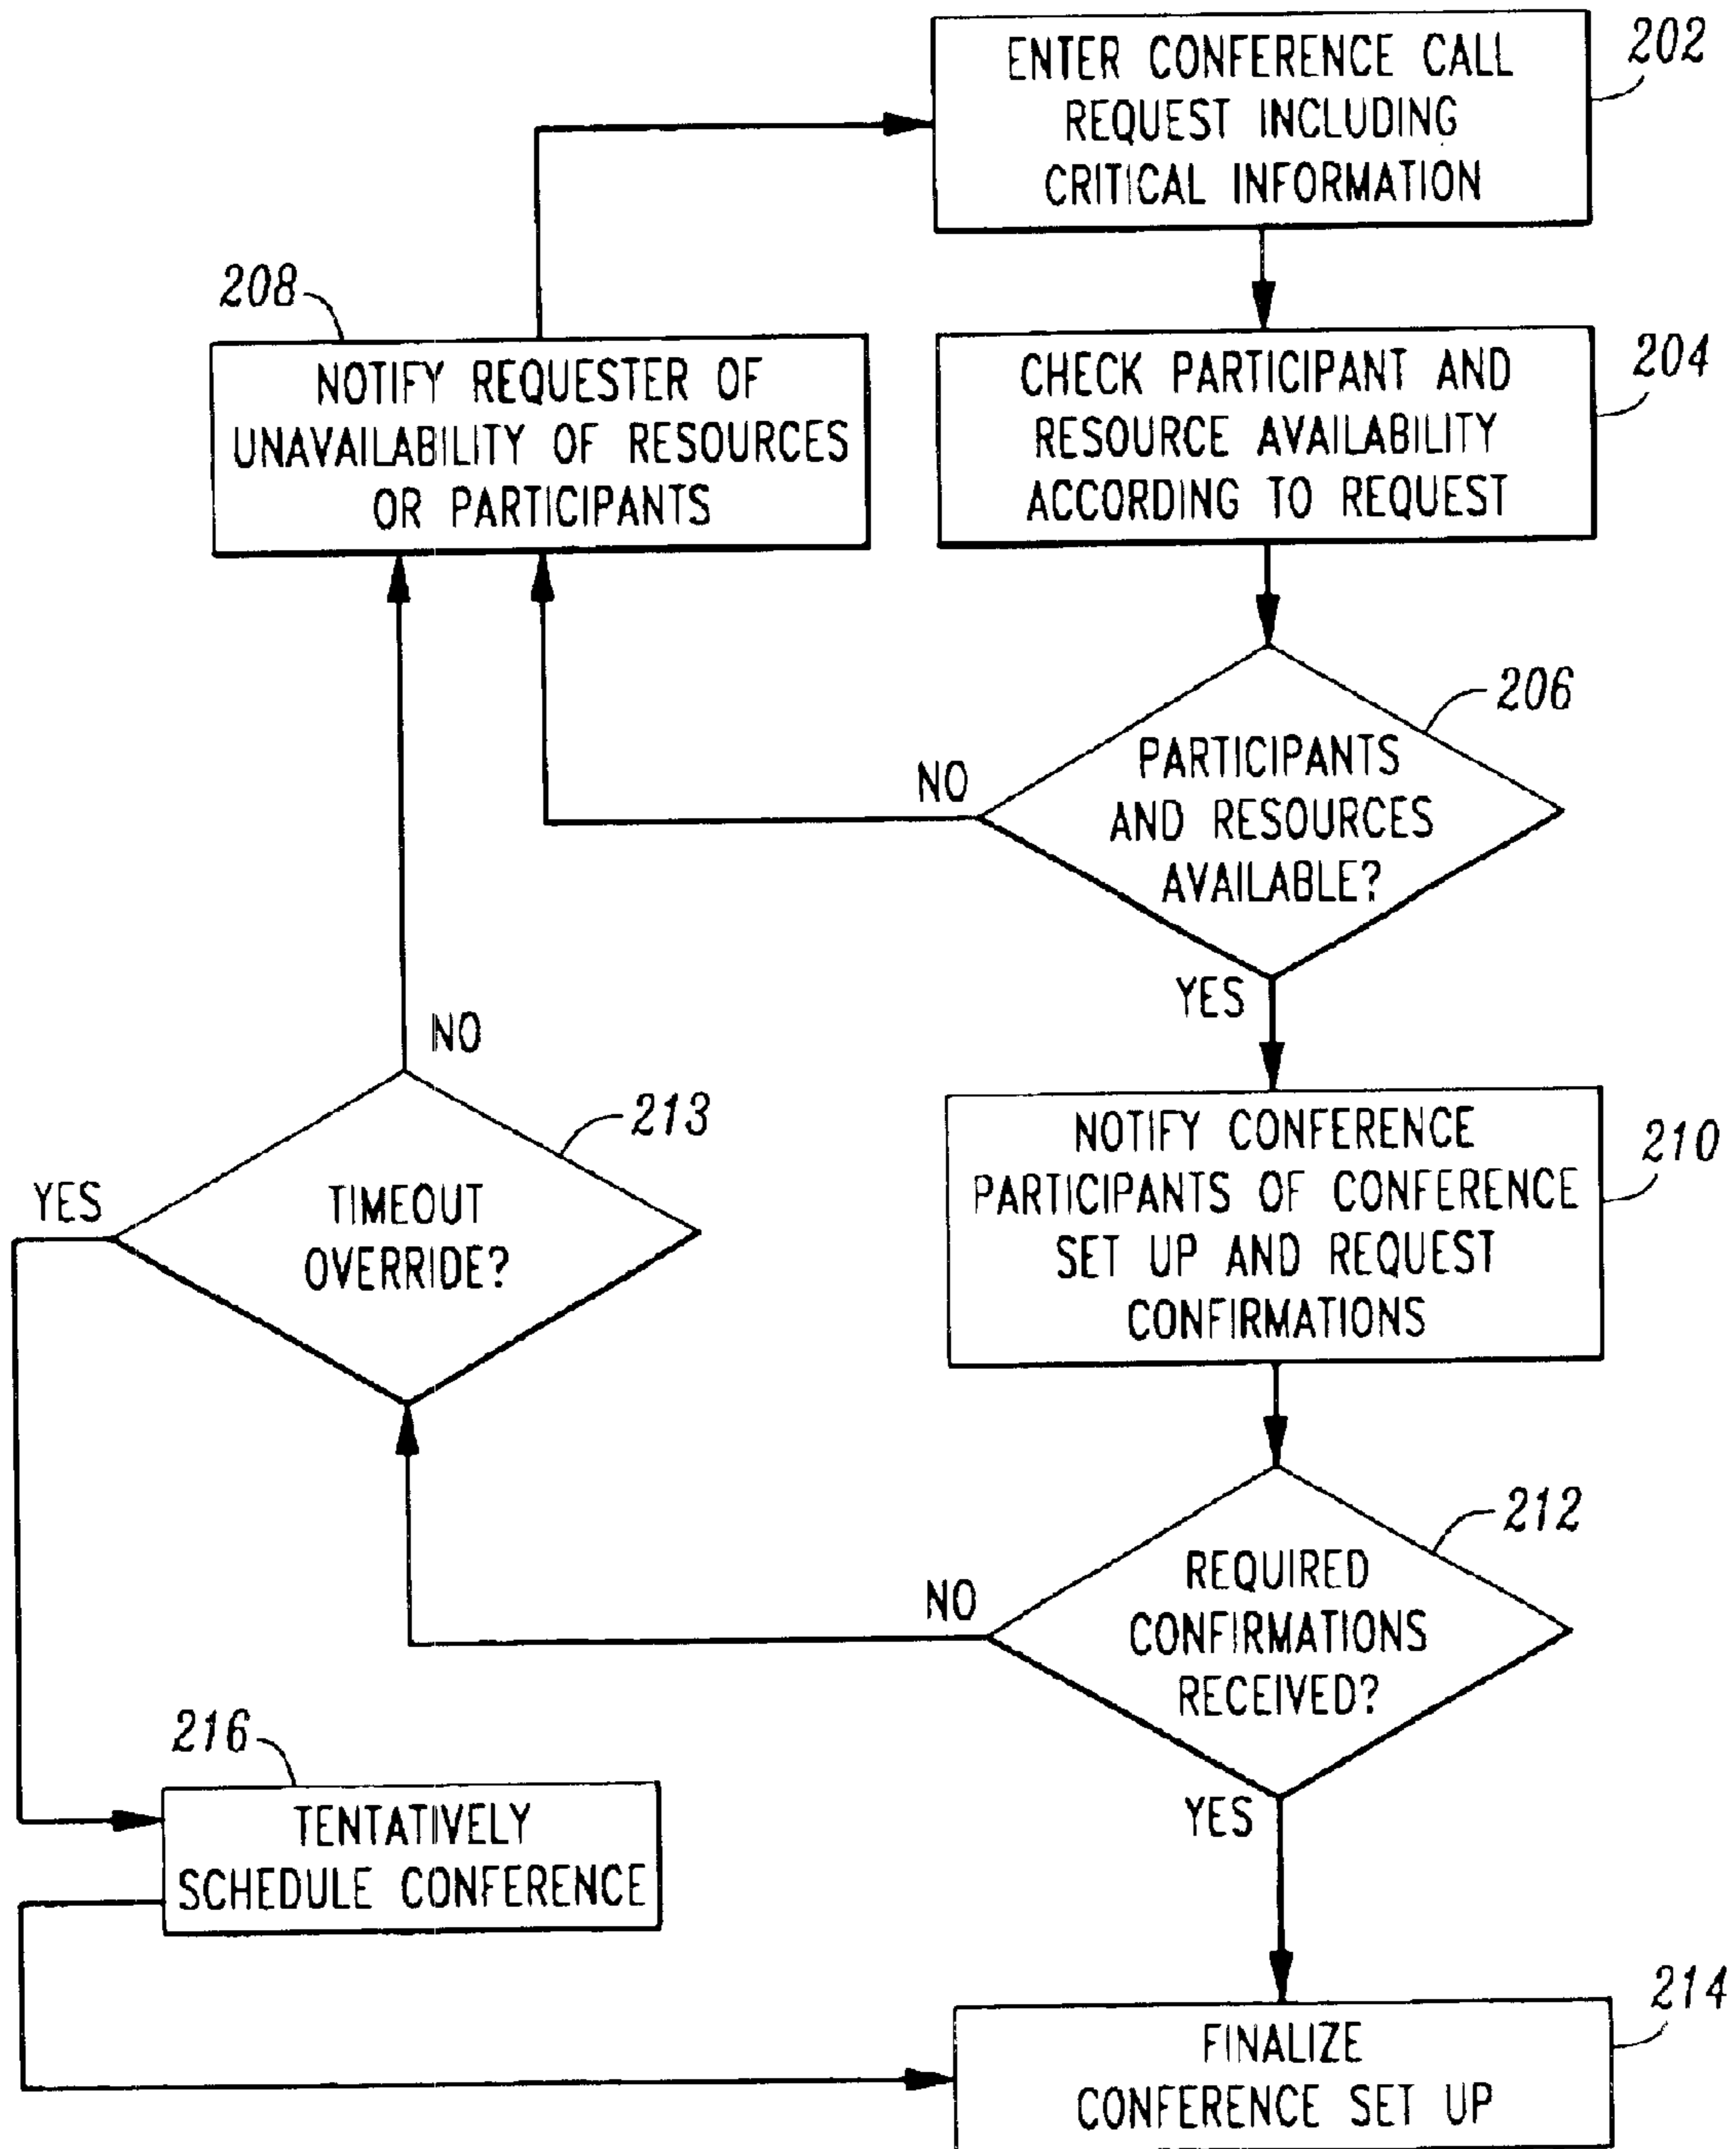 202
ENTER CONFERENCE CALL
REQUEST INCLUDING
CRITICAL INFORMATION
208
NOTIFY REQUESTER OF
UNAVAILABILITY OF RESOURCES
OR PARTICIPANTS
204
CHECK PARTICIPANT AND
RESOURCE AVAILABILITY
ACCORDING TO REQUEST
206
PARTICIPANTS
AND RESOURCES
AVAILABLE?
NO
YES
NO
213
TIMEOUT
OVERRIDE?
YES
210
NOTIFY CONFERENCE
PARTICIPANTS OF CONFERENCE
SET UP AND REQUEST
CONFIRMATIONS
212
REQUIRED
CONFIRMATIONS
RECEIVED?
NO
YES
216
TENTATIVELY
SCHEDULE CONFERENCE
214
FINALIZE
CONFERENCE SET UP